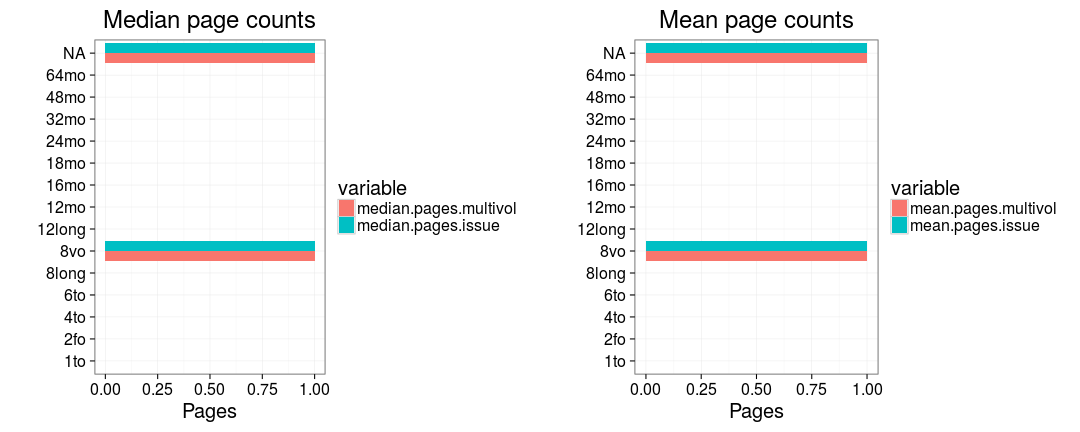 Median page counts
NA
64mo
48mo
32mo
24mo
18mo
16mo
12mo
12long
8vo
8long
6to
4to
2fo
1to
0.00 0.25 0.50 0.75 1.00
Pages
variable
median.pages.multivol
median.pages.issue
Mean page counts
NA
64mo
48mo
32mo
24mo
18mo
16mo
12mo
12long
8vo
8long
6to
4to
2fo
1to
0.00 0.25 0.50 0.75 1.00
Pages
variable
mean.pages.multivol
mean.pages.issue